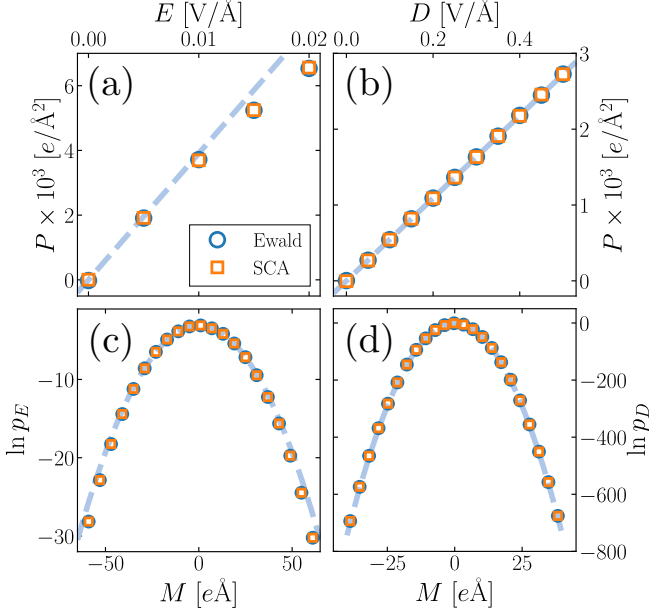 E [V/Å] D [V/Å]
0.00 0.01 0.02 0.0 0.2 0.4
(a) (b)
P × 10³ [e/Å²]
0 2 4 6
Ewald
SCA
P × 10³ [e/Å²]
0 1 2 3
(c) (d)
ln p_E
−10
−20
−30
ln p_D
0
−200
−400
−600
−800
−50 0 50 −25 0 25
M [eÅ] M [eÅ]